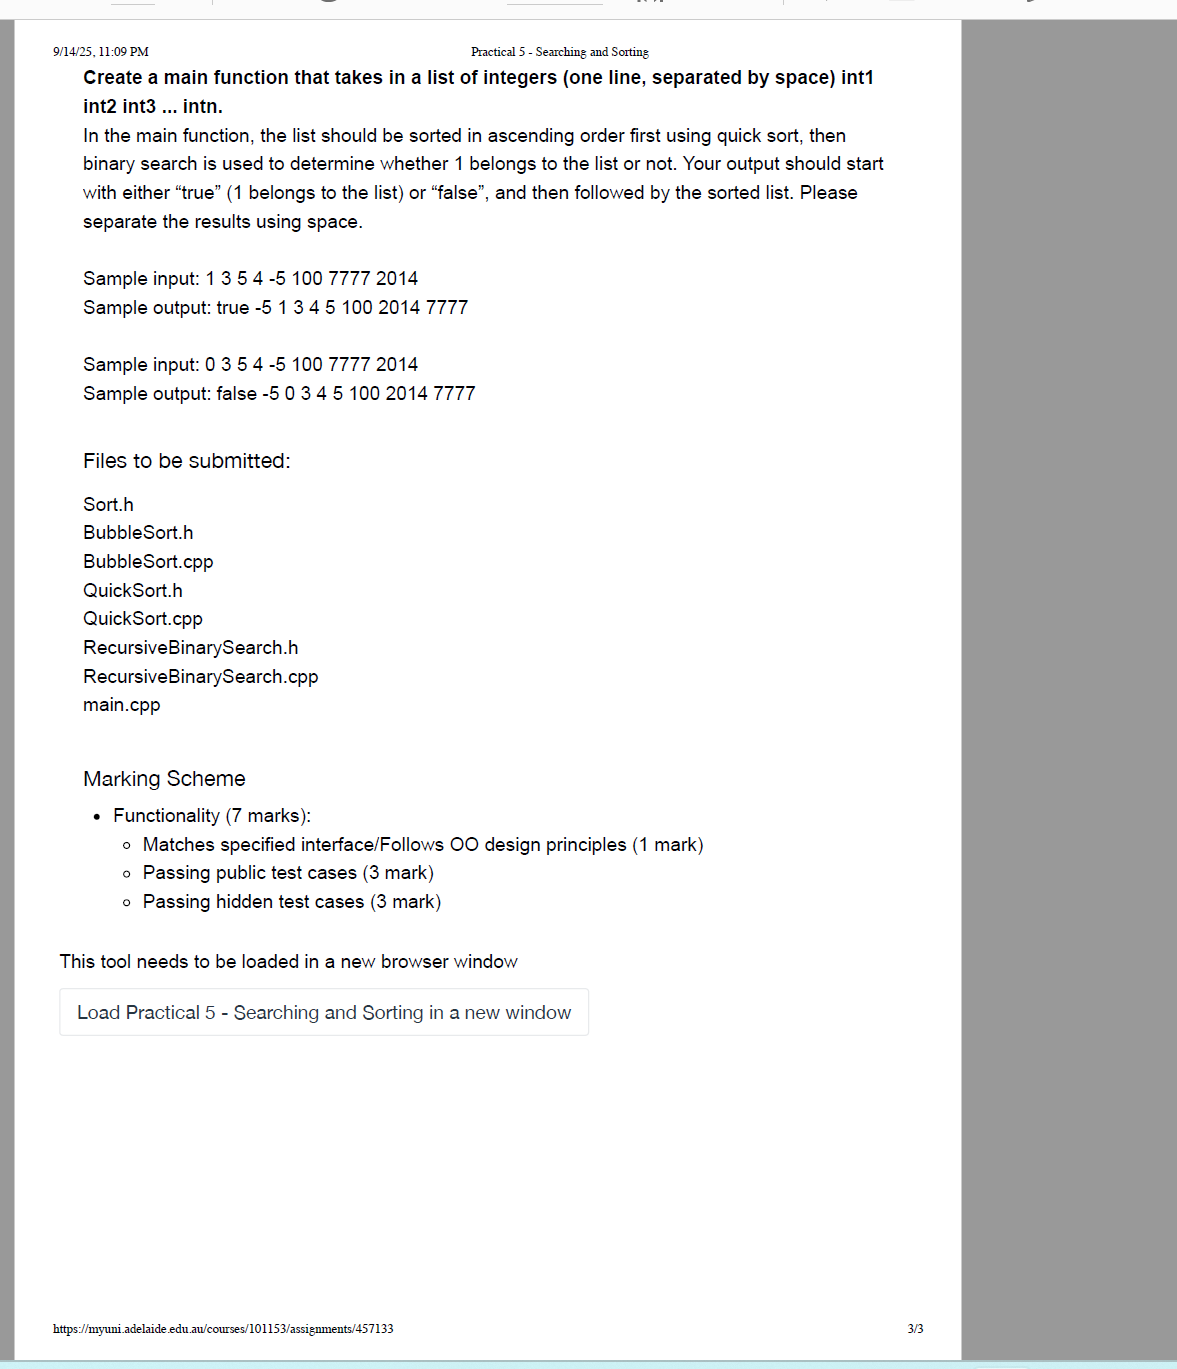 9/14/25, 11:09 PM Practical 5 - Searching and Sorting
Create a main function that takes in a list of integers (one line, separated by space) int1
int2 int3 ... intn.
In the main function, the list should be sorted in ascending order first using quick sort, then
binary search is used to determine whether 1 belongs to the list or not. Your output should start
with either “true” (1 belongs to the list) or “false”, and then followed by the sorted list. Please
separate the results using space.
Sample input: 1 3 5 4 -5 100 7777 2014
Sample output: true -5 1 3 4 5 100 2014 7777
Sample input: 0 3 5 4 -5 100 7777 2014
Sample output: false -5 0 3 4 5 100 2014 7777
Files to be submitted:
Sort.h
BubbleSort.h
BubbleSort.cpp
QuickSort.h
QuickSort.cpp
RecursiveBinarySearch.h
RecursiveBinarySearch.cpp
main.cpp
Marking Scheme
• Functionality (7 marks):
◦ Matches specified interface/Follows OO design principles (1 mark)
◦ Passing public test cases (3 mark)
◦ Passing hidden test cases (3 mark)
This tool needs to be loaded in a new browser window
Load Practical 5 - Searching and Sorting in a new window
https://myuni.adelaide.edu.au/courses/101153/assignments/457133 3/3